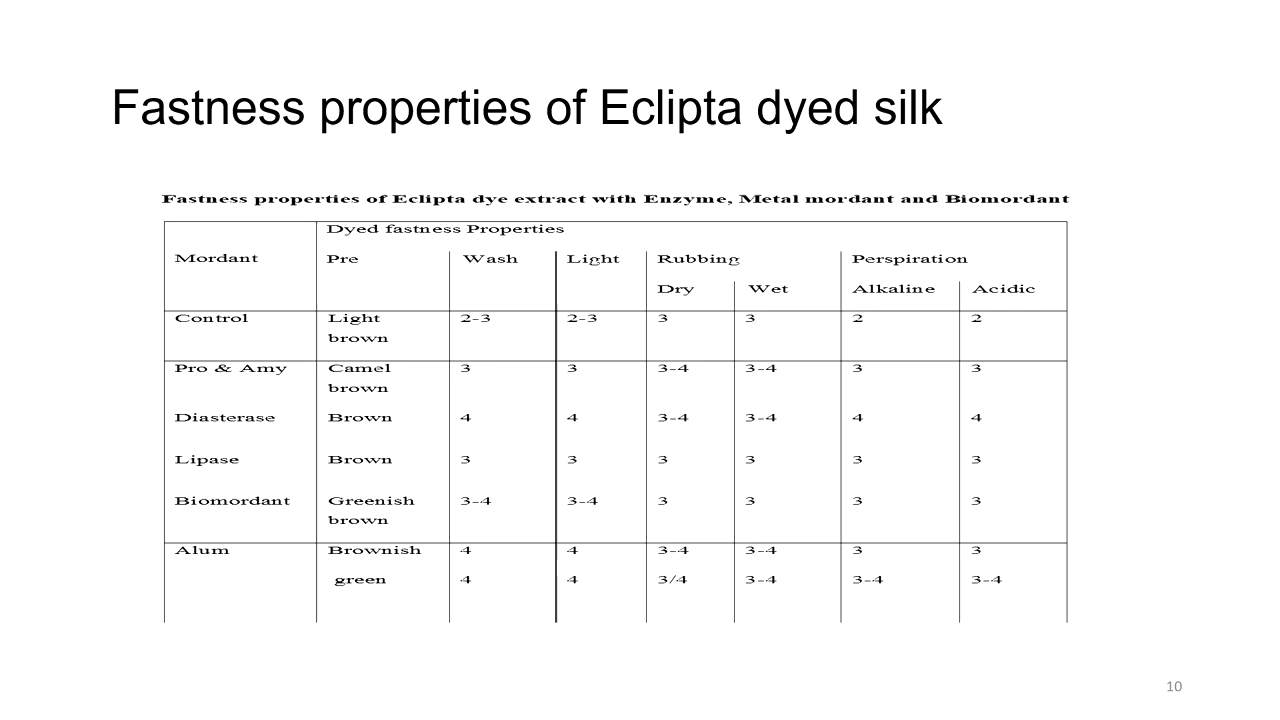 Fastness properties of Eclipta dyed silk
Fastness properties of Eclipta dye extract with Enzyme, Metal mordant and Biomordant
Dyed fastness Properties
Mordant Pre Wash Light Rubbing Perspiration
Dry Wet Alkaline Acidic
Control Light 2-3 2-3 3 3 2 2
brown
Pro & Amy Camel 3 3 3-4 3-4 3 3
brown
Diasterase Brown 4 4 3-4 3-4 4 4
Lipase Brown 3 3 3 3 3 3
Biomordant Greenish 3-4 3-4 3 3 3 3
brown
Alum Brownish 4 4 3-4 3-4 3 3
green 4 4 3/4 3-4 3-4 3-4
10